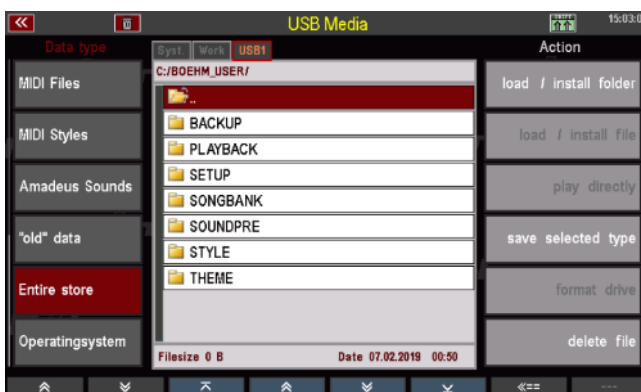 USB Media
15:03:0
Data type
Syst. Work USB1
Action
C:/BOEHM_USER/
MIDI Files
load / install folder
..
BACKUP
MIDI Styles
load / install file
PLAYBACK
Amadeus Sounds
play directly
SETUP
SONGBANK
"old" data
save selected type
SOUNDPRE
STYLE
Entire store
format drive
THEME
Operatingsystem
delete file
Filesize 0 B Date 07.02.2019 00:50
«== ---